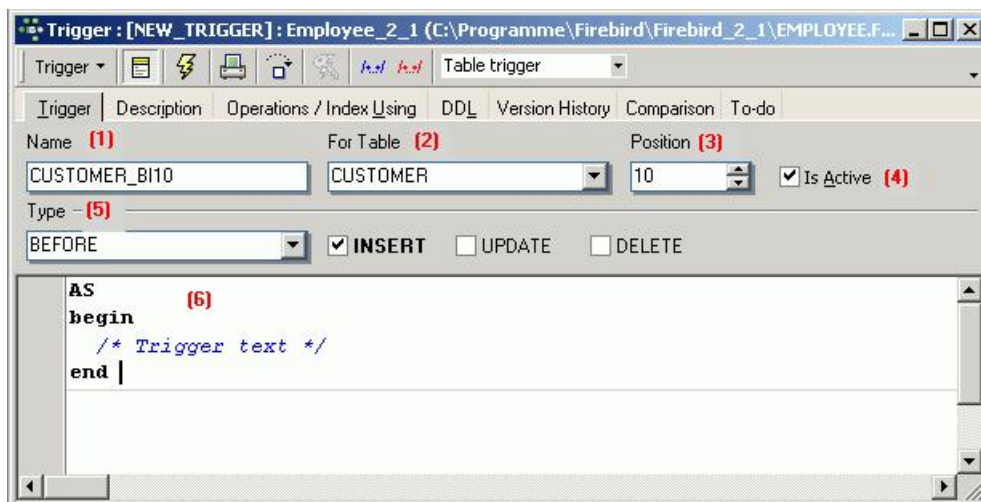 Trigger : [NEW_TRIGGER] : Employee_2_1 (C:\Programme\Firebird\Firebird_2_1\EMPLOYEE.F...
Trigger Table trigger
Trigger Description Operations / Index Using DDL Version History Comparison To-do
Name (1) For Table (2) Position (3)
CUSTOMER_BI10 CUSTOMER 10 Is Active (4)
Type (5)
BEFORE INSERT UPDATE DELETE
AS (6)
begin
/* Trigger text */
end